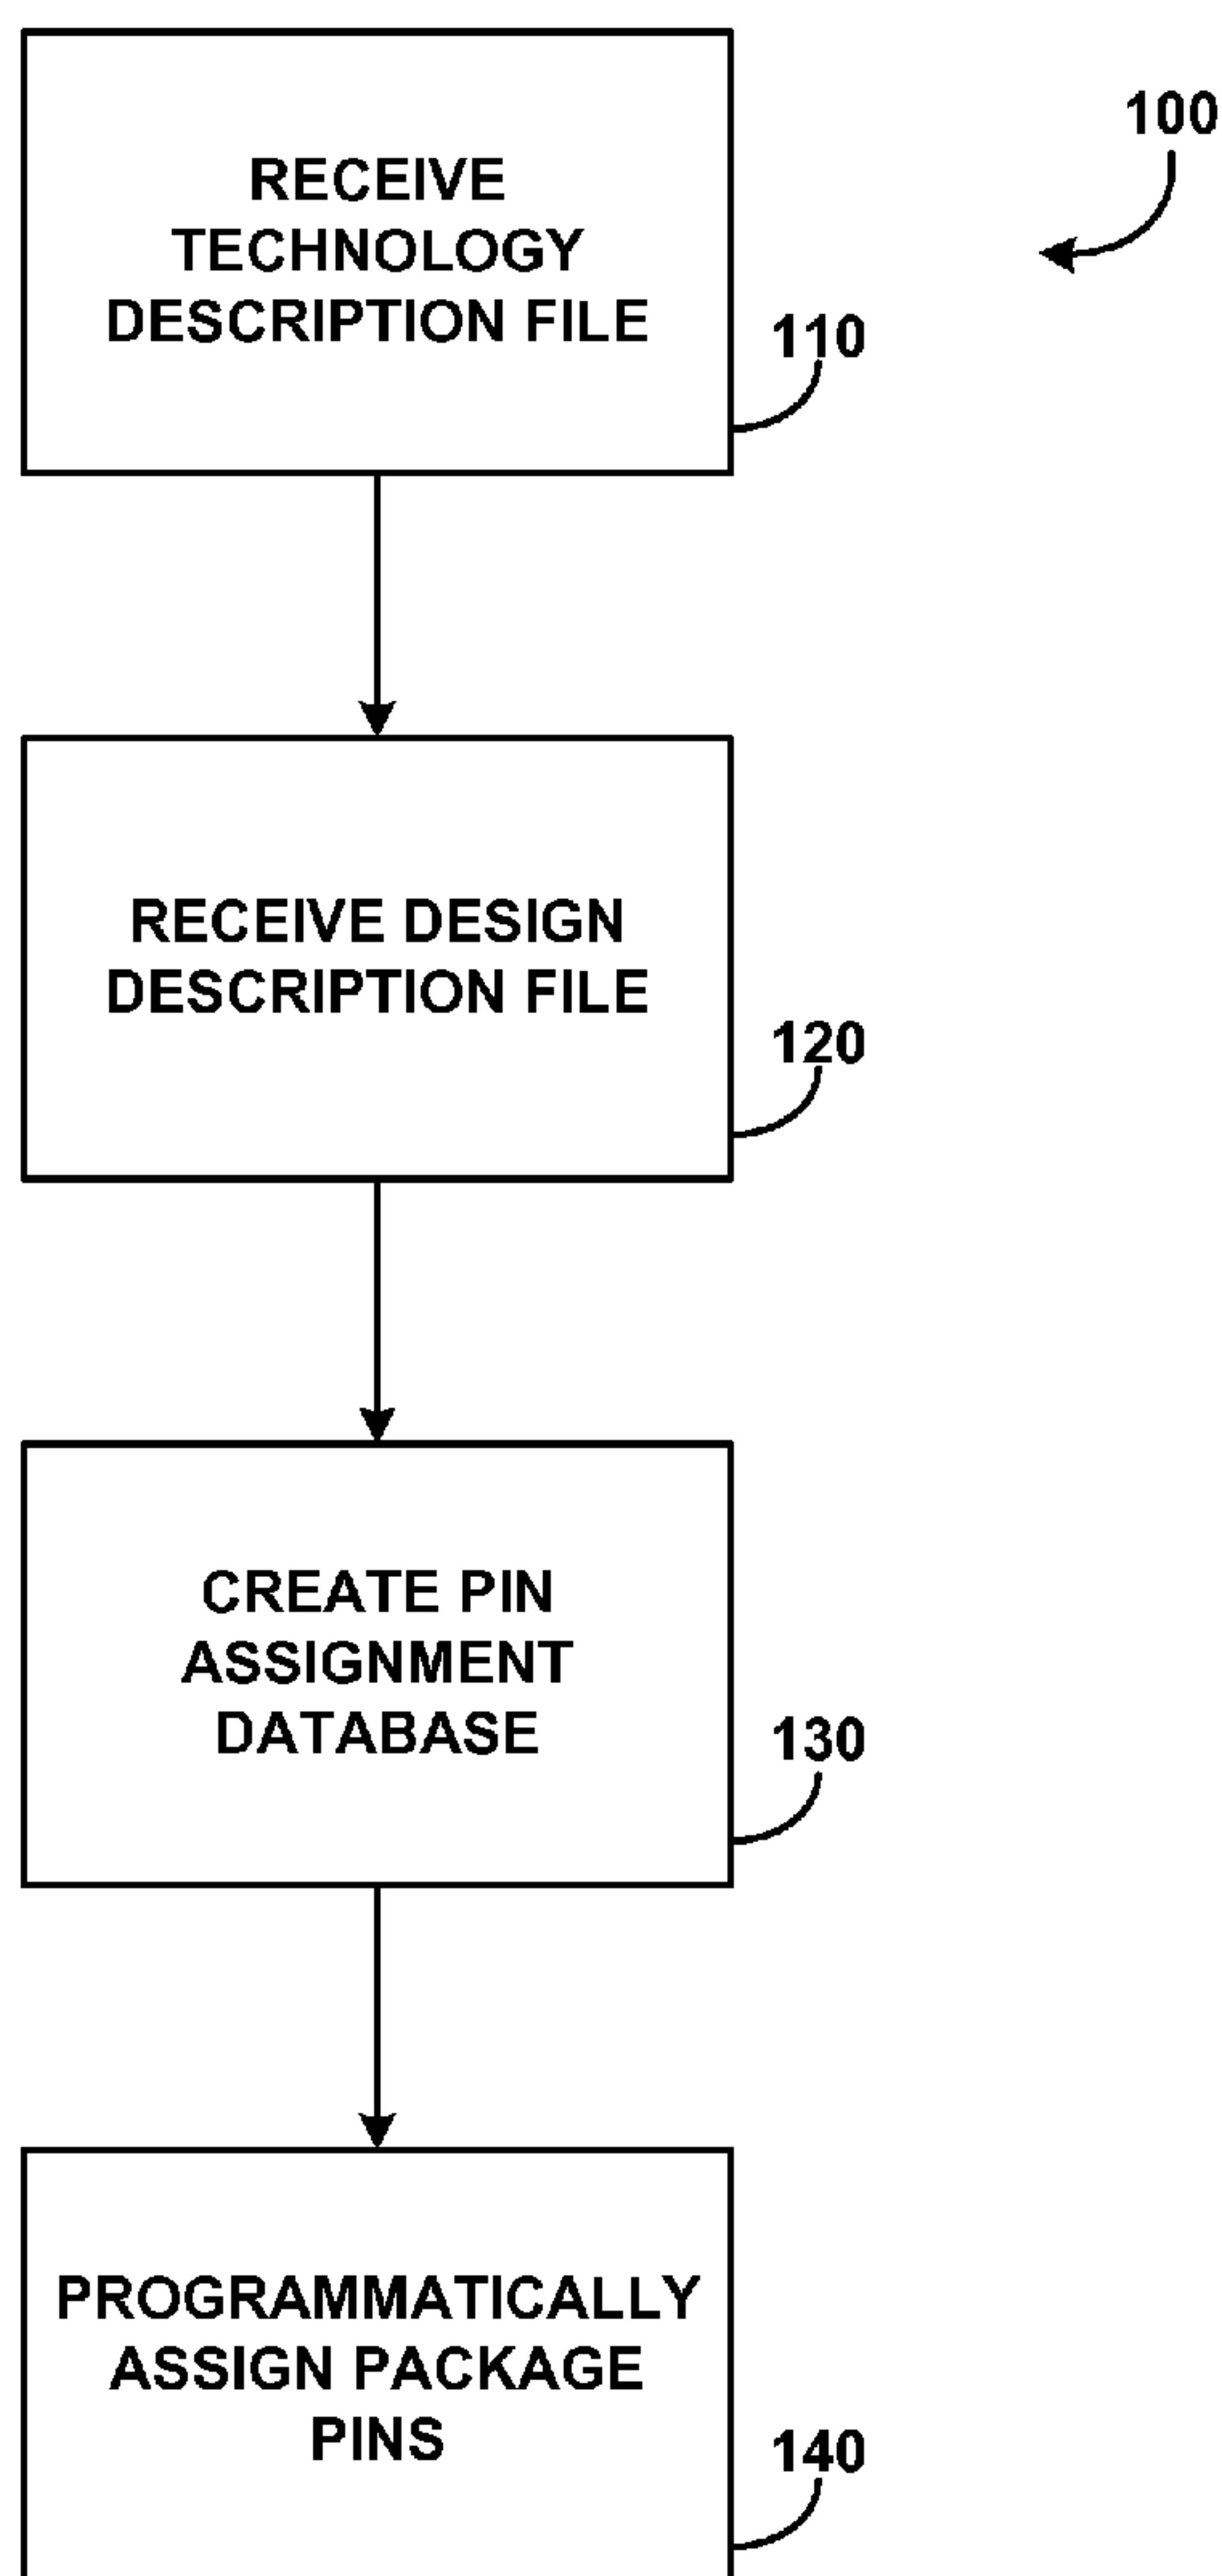 100
RECEIVE
TECHNOLOGY
DESCRIPTION FILE
110
RECEIVE DESIGN
DESCRIPTION FILE
120
CREATE PIN
ASSIGNMENT
DATABASE
130
PROGRAMMATICALLY
ASSIGN PACKAGE
PINS
140